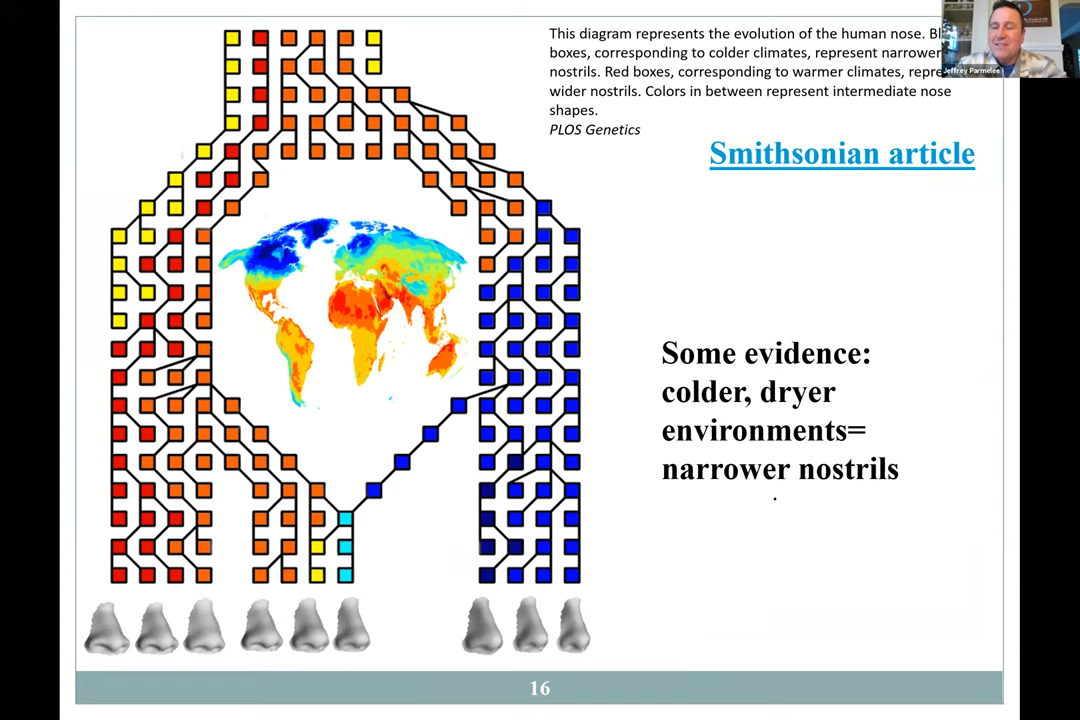 This diagram represents the evolution of the human nose. Bl
boxes, corresponding to colder climates, represent narrower
nostrils. Red boxes, corresponding to warmer climates, repre
wider nostrils. Colors in between represent intermediate nose
shapes.
PLOS Genetics
Jeffrey Parmelee
Smithsonian article
Some evidence:
colder, dryer
environments=
narrower nostrils
.
16